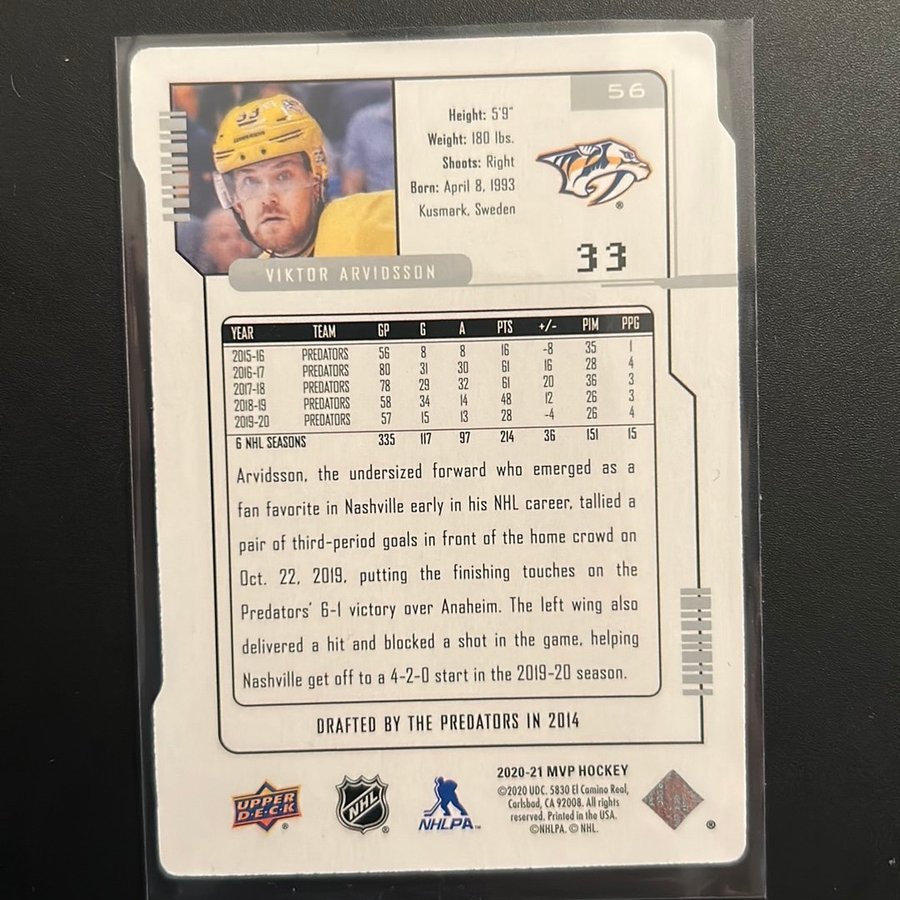 56
33
Height: 5'9"
Weight: 180 lbs.
Shoots: Right
Born: April 8, 1993
Kusmark, Sweden
®
33
VIKTOR ARVIDSSON
YEAR TEAM GP G A PTS +/- PIM PPG
2015-16 PREDATORS 56 8 8 16 -8 35 1
2016-17 PREDATORS 80 31 30 61 16 28 4
2017-18 PREDATORS 78 29 32 61 20 36 3
2018-19 PREDATORS 58 34 14 48 12 26 3
2019-20 PREDATORS 57 15 13 28 -4 26 4
6 NHL SEASONS 335 117 97 214 36 151 15
Arvidsson, the undersized forward who emerged as a
fan favorite in Nashville early in his NHL career, tallied a
pair of third-period goals in front of the home crowd on
Oct. 22, 2019, putting the finishing touches on the
Predators' 6-1 victory over Anaheim. The left wing also
delivered a hit and blocked a shot in the game, helping
Nashville get off to a 4-2-0 start in the 2019-20 season.
DRAFTED BY THE PREDATORS IN 2014
UPPER DECK ®
NHL ®
NHLPA™
2020-21 MVP HOCKEY
©2020 UDC. 5830 El Camino Real,
Carlsbad, CA 92008. All rights
reserved. Printed in the USA.
©NHLPA. © NHL.
®